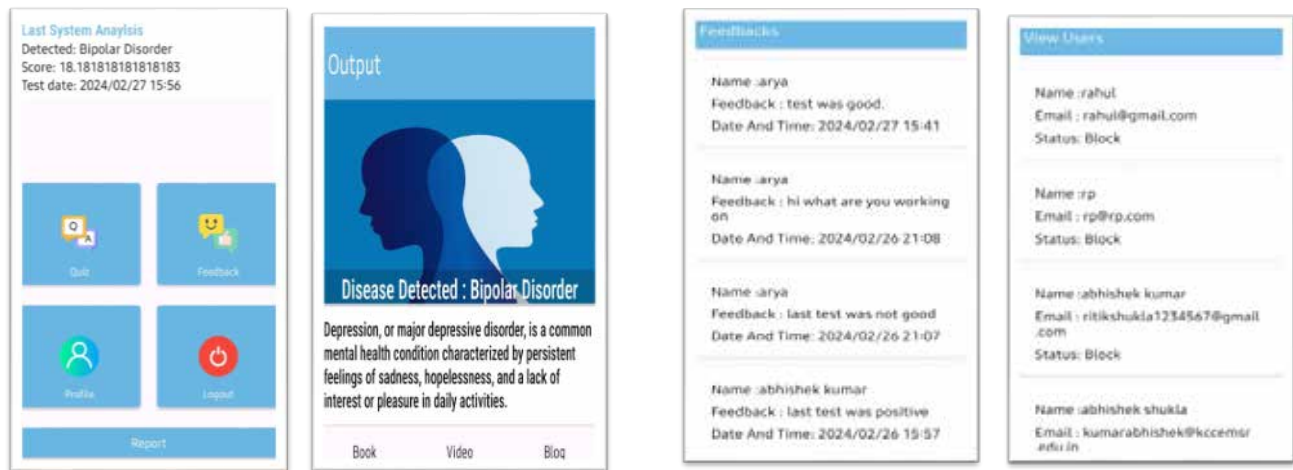 Last System Anaylsis
Detected: Bipolar Disorder
Score: 18.181818181818183
Test date: 2024/02/27 15:56
Q
A
Quiz
Feedback
Profile
Logout
Report
Output
Disease Detected : Bipolar Disorder
Depression, or major depressive disorder, is a common
mental health condition characterized by persistent
feelings of sadness, hopelessness, and a lack of
interest or pleasure in daily activities.
Book Video Blog
Feedbacks
Name :arya
Feedback : test was good.
Date And Time: 2024/02/27 15:41
Name :arya
Feedback : hi what are you working
on
Date And Time: 2024/02/26 21:08
Name :arya
Feedback : last test was not good
Date And Time: 2024/02/26 21:07
Name :abhishek kumar
Feedback : last test was positive
Date And Time: 2024/02/26 15:57
View Users
Name :rahul
Email : rahul@gmail.com
Status: Block
Name :rp
Email : rp@rp.com
Status: Block
Name :abhishek kumar
Email : ritikshukla1234567@gmail
.com
Status: Block
Name :abhishek shukla
Email : kumarabhishek@kccemsr
.edu.in